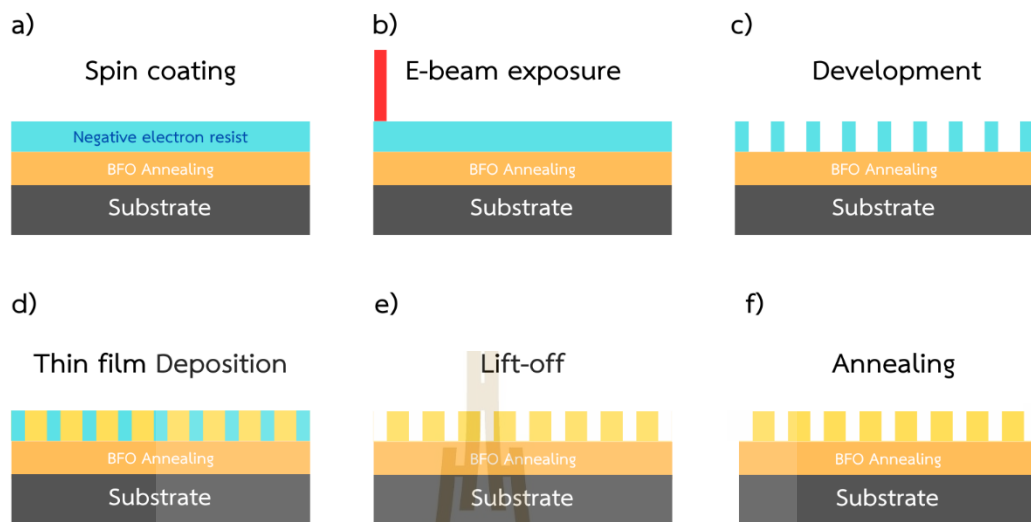 a)
Spin coating
Negative electron resist
BFO Annealing
Substrate
b)
E-beam exposure
BFO Annealing
Substrate
c)
Development
BFO Annealing
Substrate
d)
Thin film Deposition
BFO Annealing
Substrate
e)
Lift-off
BFO Annealing
Substrate
f)
Annealing
BFO Annealing
Substrate